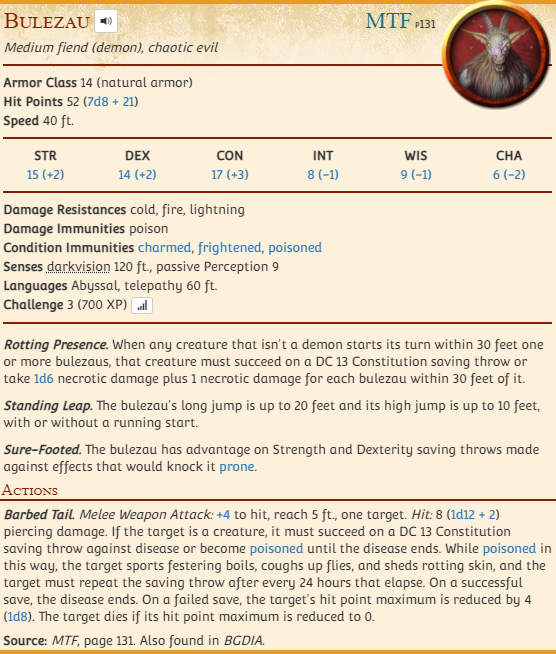 Bulezau
MTF p131
Medium fiend (demon), chaotic evil
Armor Class 14 (natural armor)
Hit Points 52 (7d8 + 21)
Speed 40 ft.
STR DEX CON INT WIS CHA
15 (+2) 14 (+2) 17 (+3) 8 (−1) 9 (−1) 6 (−2)
Damage Resistances cold, fire, lightning
Damage Immunities poison
Condition Immunities charmed, frightened, poisoned
Senses darkvision 120 ft., passive Perception 9
Languages Abyssal, telepathy 60 ft.
Challenge 3 (700 XP)
Rotting Presence. When any creature that isn't a demon starts its turn within 30 feet one
or more bulezaus, that creature must succeed on a DC 13 Constitution saving throw or
take 1d6 necrotic damage plus 1 necrotic damage for each bulezau within 30 feet of it.
Standing Leap. The bulezau's long jump is up to 20 feet and its high jump is up to 10 feet,
with or without a running start.
Sure-Footed. The bulezau has advantage on Strength and Dexterity saving throws made
against effects that would knock it prone.
Actions
Barbed Tail. Melee Weapon Attack: +4 to hit, reach 5 ft., one target. Hit: 8 (1d12 + 2)
piercing damage. If the target is a creature, it must succeed on a DC 13 Constitution
saving throw against disease or become poisoned until the disease ends. While poisoned in
this way, the target sports festering boils, coughs up flies, and sheds rotting skin, and the
target must repeat the saving throw after every 24 hours that elapse. On a successful
save, the disease ends. On a failed save, the target's hit point maximum is reduced by 4
(1d8). The target dies if its hit point maximum is reduced to 0.
Source: MTF, page 131. Also found in BGDIA.